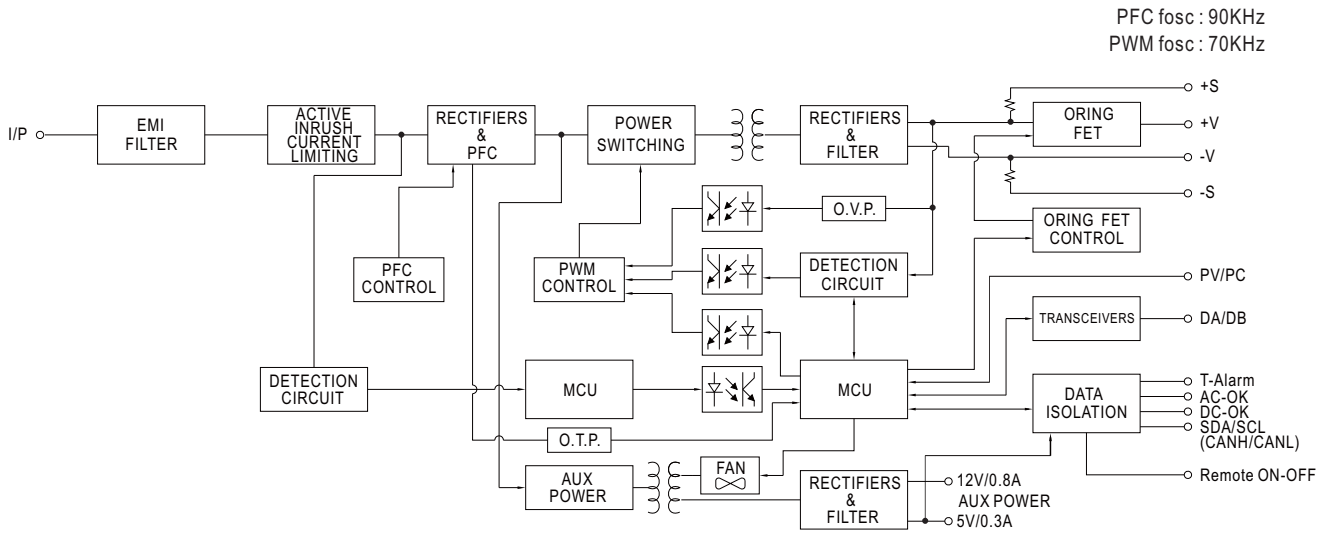 PFC fosc : 90KHz
PWM fosc : 70KHz
I/P
EMI
FILTER
ACTIVE
INRUSH
CURRENT
LIMITING
RECTIFIERS
&
PFC
POWER
SWITCHING
RECTIFIERS
&
FILTER
ORING
FET
+S
+V
-V
-S
O.V.P.
ORING FET
CONTROL
PFC
CONTROL
PWM
CONTROL
DETECTION
CIRCUIT
PV/PC
TRANSCEIVERS
DA/DB
DETECTION
CIRCUIT
MCU
MCU
DATA
ISOLATION
T-Alarm
AC-OK
DC-OK
SDA/SCL
(CANH/CANL)
O.T.P.
Remote ON-OFF
AUX
POWER
FAN
RECTIFIERS
&
FILTER
12V/0.8A
AUX POWER
5V/0.3A